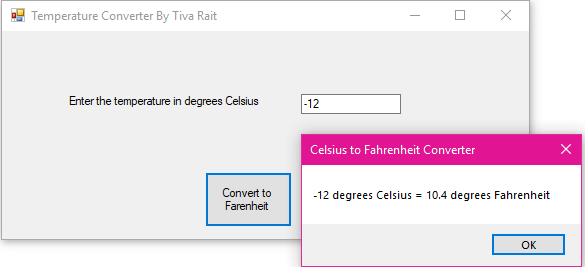 Temperature Converter By Tiva Rait
Enter the temperature in degrees Celsius
-12
Convert to
Farenheit
Celsius to Fahrenheit Converter
-12 degrees Celsius = 10.4 degrees Fahrenheit
OK